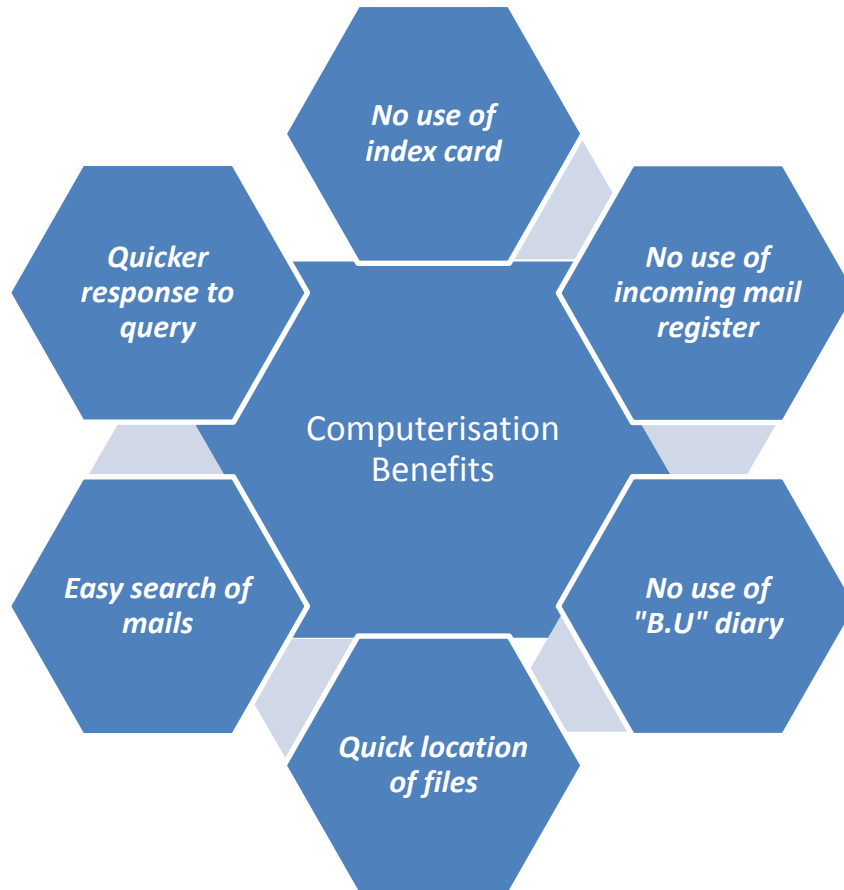 No use of
index card
No use of
incoming mail
register
No use of
"B.U" diary
Quick location
of files
Easy search of
mails
Quicker
response to
query
Computerisation
Benefits